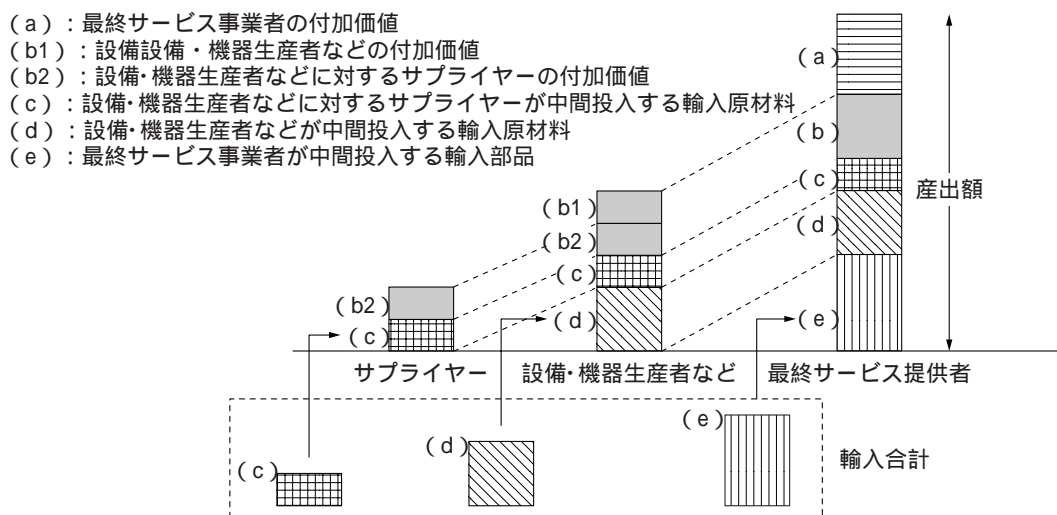 (a):最終サービス事業者の付加価値
(b1):設備設備・機器生産者などの付加価値
(b2):設備・機器生産者などに対するサプライヤーの付加価値
(c):設備・機器生産者などに対するサプライヤーが中間投入する輸入原材料
(d):設備・機器生産者などが中間投入する輸入原材料
(e):最終サービス事業者が中間投入する輸入部品
(a)
(b)
(c)
(d)
(e)
産出額
(b1)
(b2)
(c)
(d)
(b2)
(c)
サプライヤー
設備・機器生産者など
最終サービス提供者
(c)
(d)
(e)
輸入合計